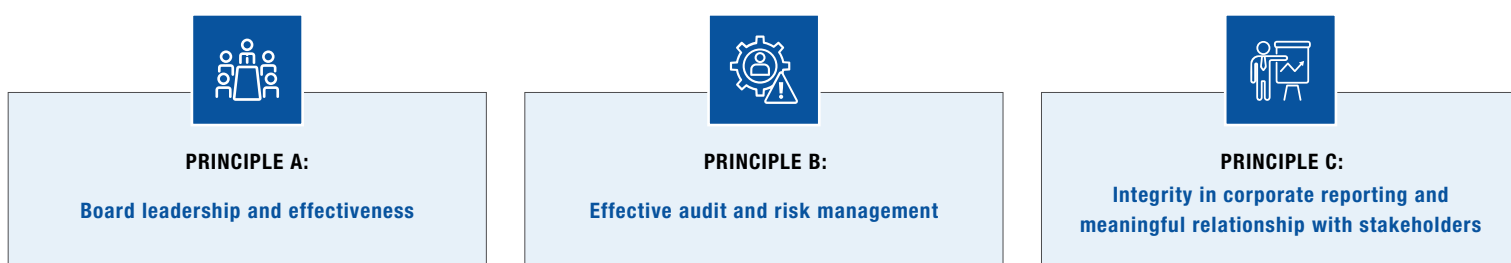 PRINCIPLE A:
Board leadership and effectiveness
PRINCIPLE B:
Effective audit and risk management
PRINCIPLE C:
Integrity in corporate reporting and
meaningful relationship with stakeholders